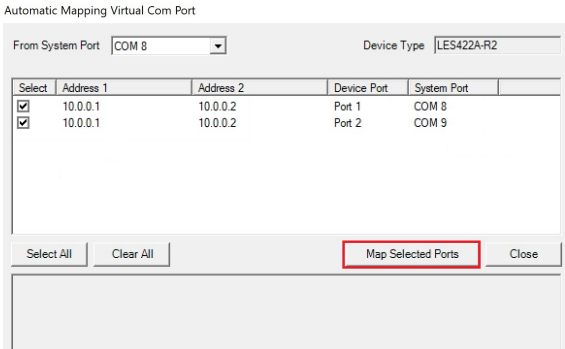 Automatic Mapping Virtual Com Port
From System Port COM 8 Device Type LES422A-R2
Select Address 1 Address 2 Device Port System Port
10.0.0.1 10.0.0.2 Port 1 COM 8
10.0.0.1 10.0.0.2 Port 2 COM 9
Select All Clear All Map Selected Ports Close